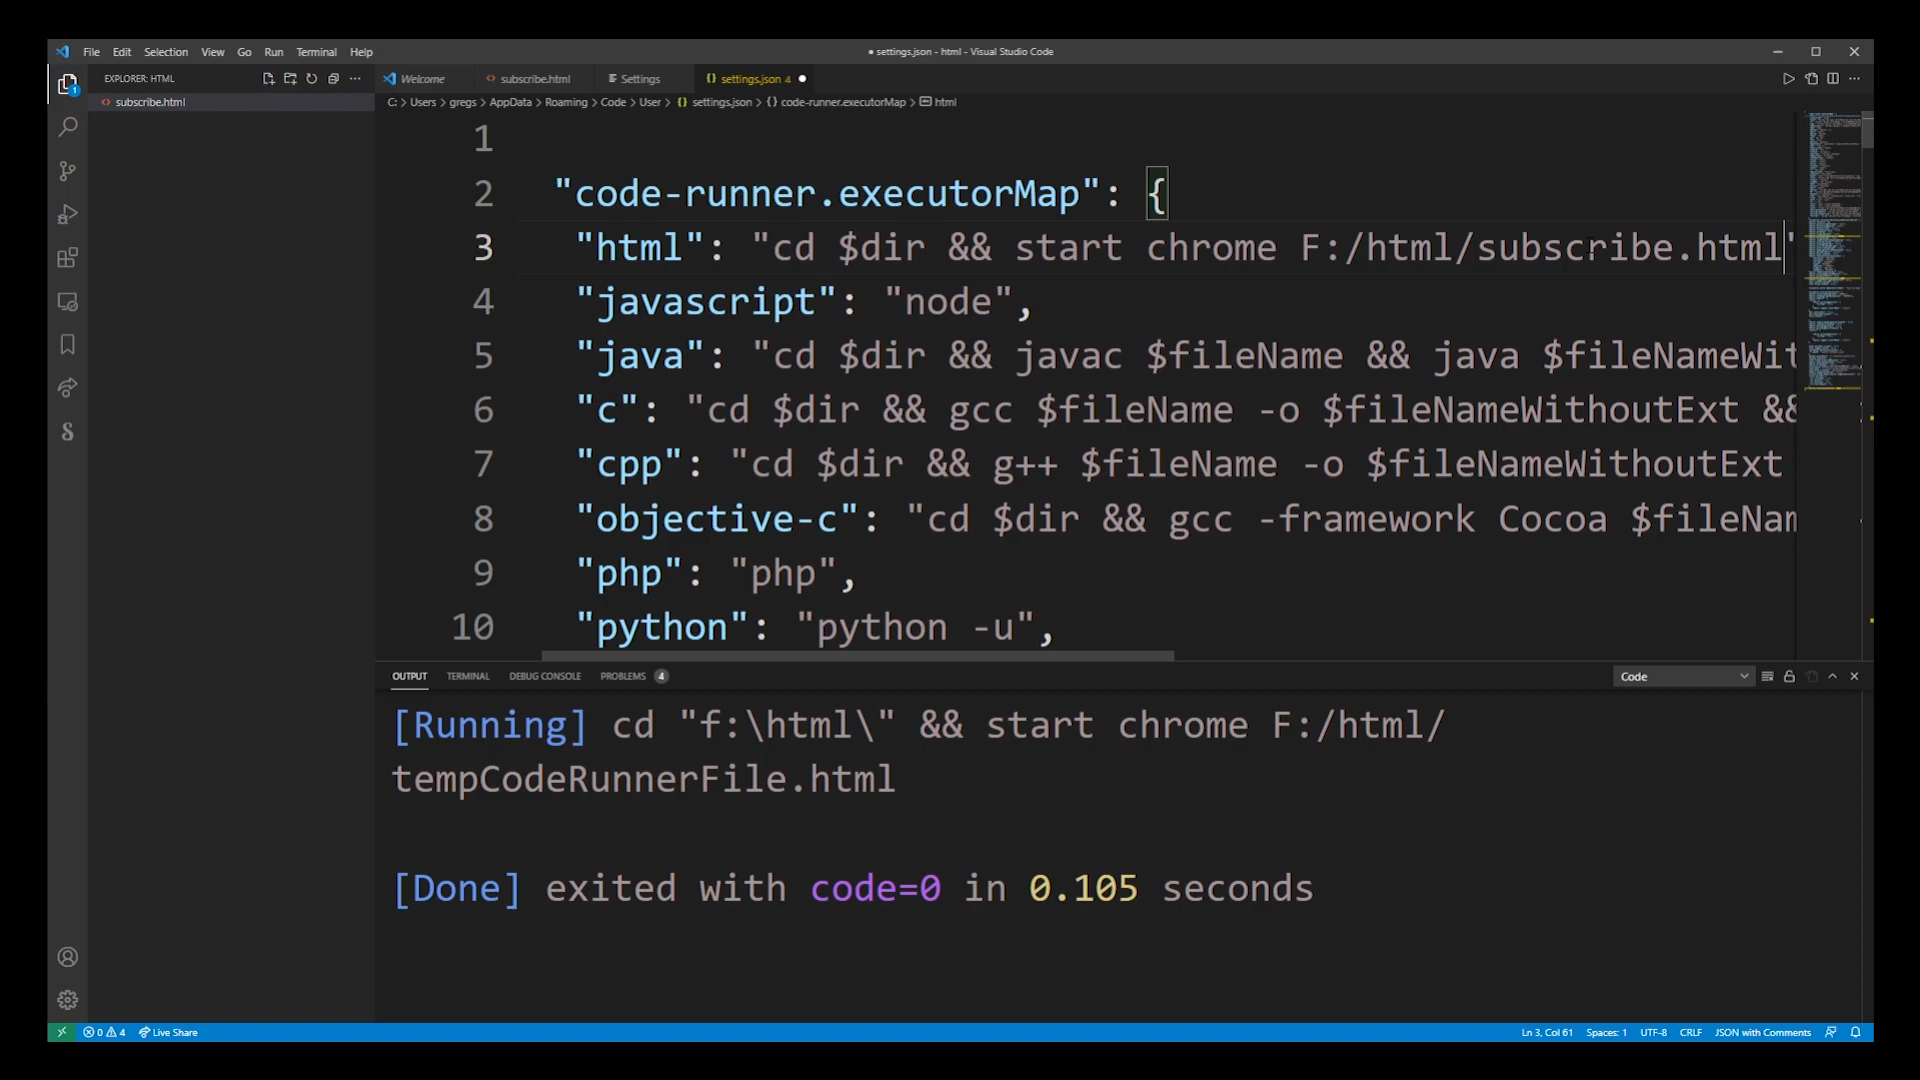 File Edit Selection View Go Run Terminal Help
● settings.json - html - Visual Studio Code
EXPLORER: HTML
subscribe.html
Welcome
subscribe.html
Settings
settings.json 4
C: > Users > gregs > AppData > Roaming > Code > User > {} settings.json > {} code-runner.executorMap > html
1
2 "code-runner.executorMap": {
3 "html": "cd $dir && start chrome F:/html/subscribe.html"
4 "javascript": "node",
5 "java": "cd $dir && javac $fileName && java $fileNameWit
6 "c": "cd $dir && gcc $fileName -o $fileNameWithoutExt &&
7 "cpp": "cd $dir && g++ $fileName -o $fileNameWithoutExt
8 "objective-c": "cd $dir && gcc -framework Cocoa $fileNam
9 "php": "php",
10 "python": "python -u",
OUTPUT TERMINAL DEBUG CONSOLE PROBLEMS 4
Code
[Running] cd "f:\html\" && start chrome F:/html/
tempCodeRunnerFile.html
[Done] exited with code=0 in 0.105 seconds
1
0 4 Live Share
Ln 3, Col 61 Spaces: 1 UTF-8 CRLF JSON with Comments